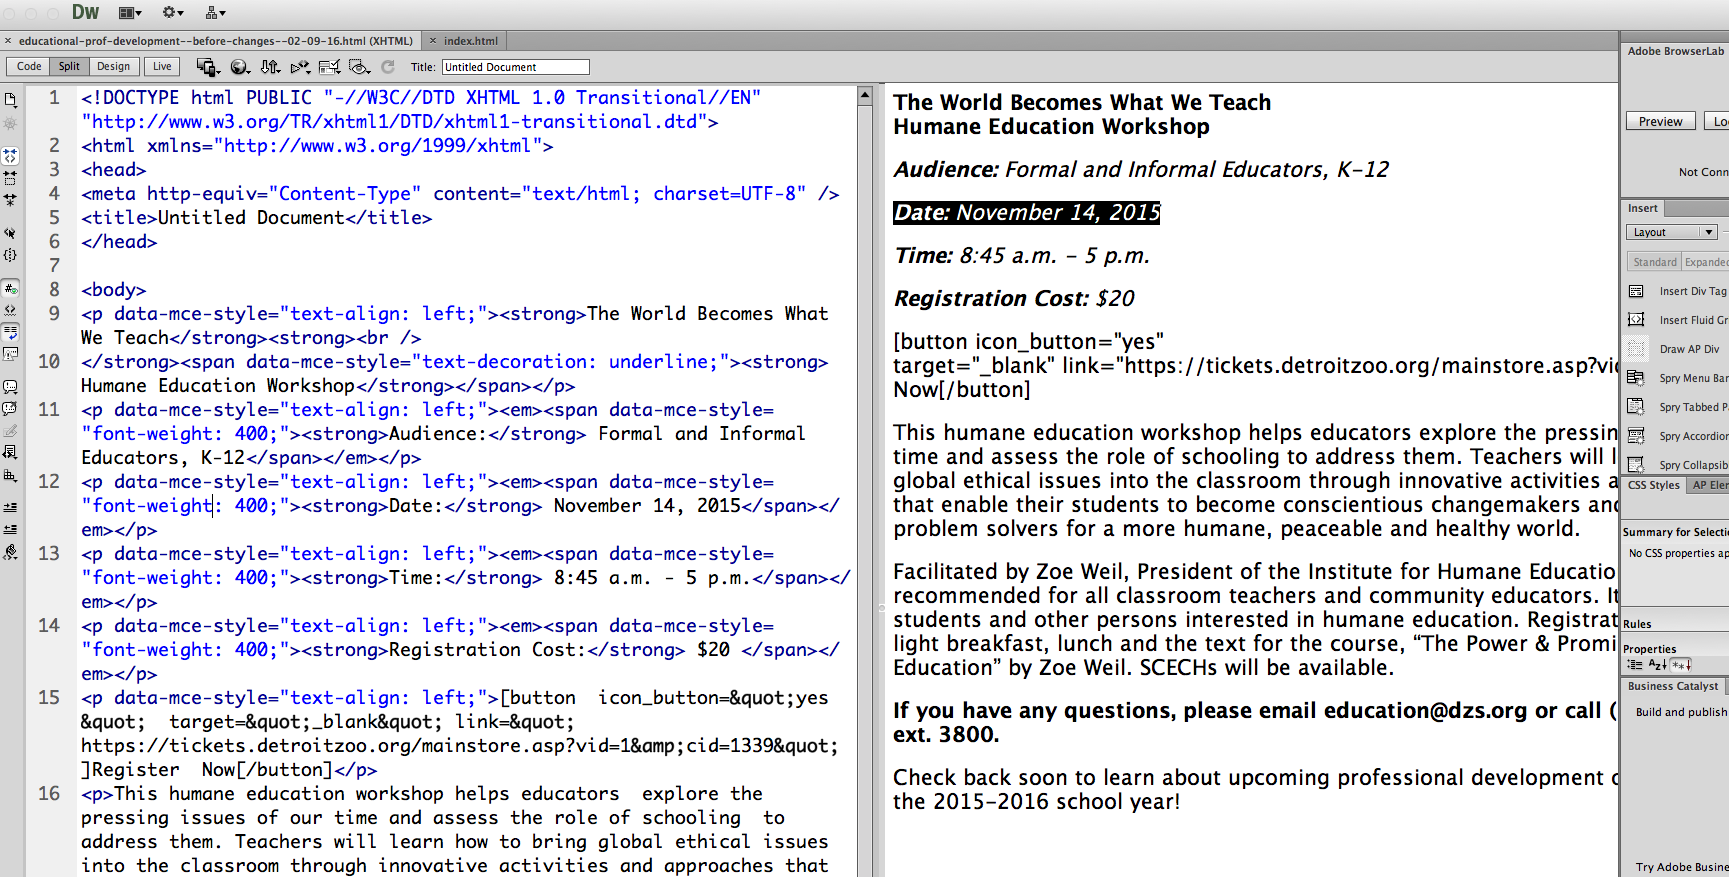 Dw
educational-prof-development--before-changes--02-09-16.html (XHTML)
index.html
Code Split Design Live Title: Untitled Document
1 <!DOCTYPE html PUBLIC "-//W3C//DTD XHTML 1.0 Transitional//EN"
"http://www.w3.org/TR/xhtml1/DTD/xhtml1-transitional.dtd">
2 <html xmlns="http://www.w3.org/1999/xhtml">
3 <head>
4 <meta http-equiv="Content-Type" content="text/html; charset=UTF-8" />
5 <title>Untitled Document</title>
6 </head>
7
8 <body>
9 <p data-mce-style="text-align: left;"><strong>The World Becomes What
We Teach</strong><strong><br />
10 </strong><span data-mce-style="text-decoration: underline;"><strong>
Humane Education Workshop</strong></span></p>
11 <p data-mce-style="text-align: left;"><em><span data-mce-style=
"font-weight: 400;"><strong>Audience:</strong> Formal and Informal
Educators, K-12</span></em></p>
12 <p data-mce-style="text-align: left;"><em><span data-mce-style=
"font-weight: 400;"><strong>Date:</strong> November 14, 2015</span></
em></p>
13 <p data-mce-style="text-align: left;"><em><span data-mce-style=
"font-weight: 400;"><strong>Time:</strong> 8:45 a.m. - 5 p.m.</span></
em></p>
14 <p data-mce-style="text-align: left;"><em><span data-mce-style=
"font-weight: 400;"><strong>Registration Cost:</strong> $20 </span></
em></p>
15 <p data-mce-style="text-align: left;">[button  icon_button=&quot;yes
&quot;  target=&quot;_blank&quot; link=&quot;
https://tickets.detroitzoo.org/mainstore.asp?vid=1&amp;cid=1339&quot;
]Register  Now[/button]</p>
16 <p>This humane education workshop helps educators  explore the
pressing issues of our time and assess the role of schooling  to
address them. Teachers will learn how to bring global ethical issues
into the classroom through innovative activities and approaches that
The World Becomes What We Teach
Humane Education Workshop
Audience: Formal and Informal Educators, K-12
Date: November 14, 2015
Time: 8:45 a.m. - 5 p.m.
Registration Cost: $20
[button icon_button="yes"
target="_blank" link="https://tickets.detroitzoo.org/mainstore.asp?vi
Now[/button]
This humane education workshop helps educators explore the pressin
time and assess the role of schooling to address them. Teachers will l
global ethical issues into the classroom through innovative activities a
that enable their students to become conscientious changemakers and
problem solvers for a more humane, peaceable and healthy world.
Facilitated by Zoe Weil, President of the Institute for Humane Educatio
recommended for all classroom teachers and community educators. It
students and other persons interested in humane education. Registrat
light breakfast, lunch and the text for the course, “The Power & Promi
Education” by Zoe Weil. SCECHs will be available.
If you have any questions, please email education@dzs.org or call (
ext. 3800.
Check back soon to learn about upcoming professional development o
the 2015-2016 school year!
Adobe BrowserLab
Preview Lo
Not Conn
Insert
Layout
Standard Expanded
Insert Div Tag
Insert Fluid Gr
Draw AP Div
Spry Menu Bar
Spry Tabbed P
Spry Accordion
Spry Collapsib
CSS Styles AP Elem
Summary for Selectio
No CSS properties ap
Rules
Properties
Business Catalyst
Build and publish
Try Adobe Busine